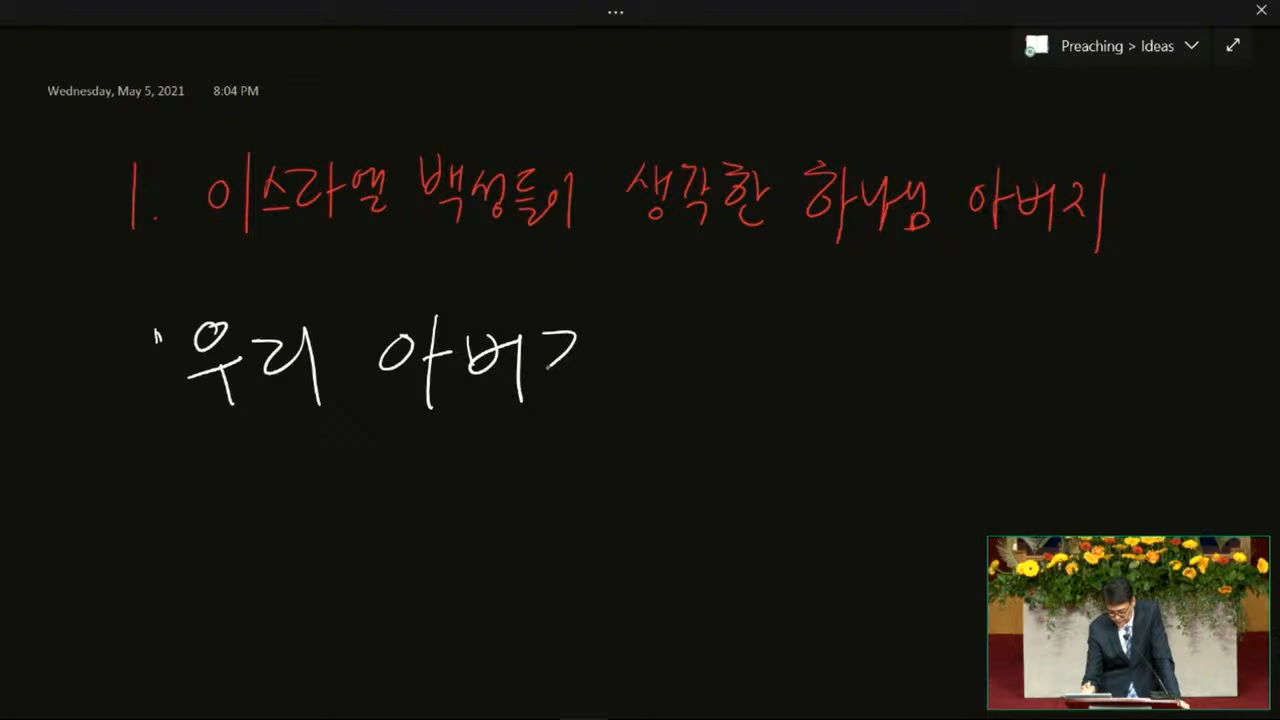 ...
Preaching > Ideas
Wednesday, May 5, 2021 8:04 PM
1. 이스라엘 백성들이 생각한 하나님 아버지
" 우리 아버